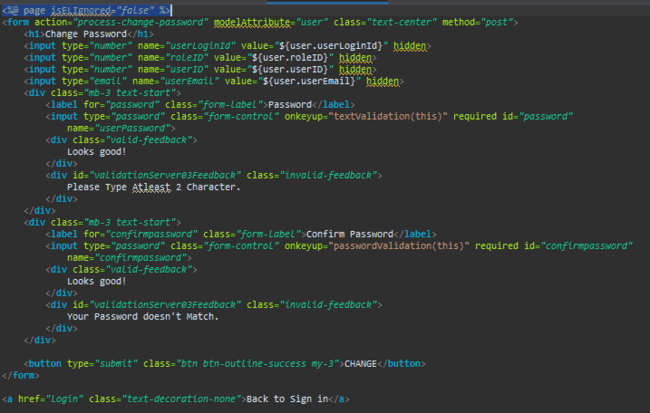 <%@ page isELIgnored="false" %>
<form action="process-change-password" modelAttribute="user" class="text-center" method="post">
<h1>Change Password</h1>
<input type="number" name="userLoginId" value="${user.userLoginId}" hidden>
<input type="number" name="roleID" value="${user.roleID}" hidden>
<input type="number" name="userID" value="${user.userID}" hidden>
<input type="email" name="userEmail" value="${user.userEmail}" hidden>
<div class="mb-3 text-start">
<label for="password" class="form-label">Password</label>
<input type="password" class="form-control" onkeyup="textValidation(this)" required id="password"
name="userPassword">
<div class="valid-feedback">
Looks good!
</div>
<div id="validationServer03Feedback" class="invalid-feedback">
Please Type Atleast 2 Character.
</div>
</div>
<div class="mb-3 text-start">
<label for="confirmpassword" class="form-label">Confirm Password</label>
<input type="password" class="form-control" onkeyup="passwordValidation(this)" required id="confirmpassword"
name="confirmpassword">
<div class="valid-feedback">
Looks good!
</div>
<div id="validationServer03Feedback" class="invalid-feedback">
Your Password doesn't Match.
</div>
</div>
<button type="submit" class="btn btn-outline-success my-3">CHANGE</button>
</form>
<a href="login" class="text-decoration-none">Back to Sign in</a>